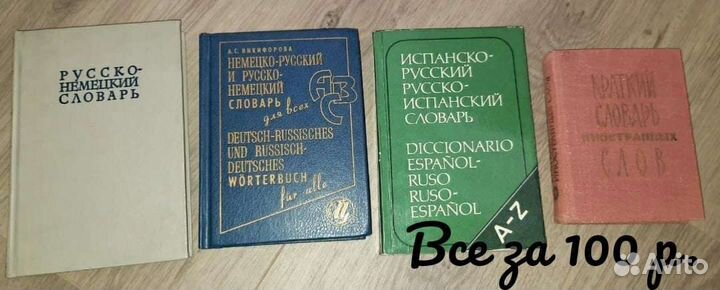 РУССКО-
НЕМЕЦКИЙ
СЛОВАРЬ
А.С. НИКИФОРОВА
НЕМЕЦКО-РУССКИЙ
И РУССКО-
НЕМЕЦКИЙ
СЛОВАРЬ
для всех
ABC
DEUTSCH-RUSSISCHES
UND RUSSISCH-
DEUTSCHES
WÖRTERBUCH
für alle
ИСПАНСКО-
РУССКИЙ
РУССКО-
ИСПАНСКИЙ
СЛОВАРЬ
DICCIONARIO
ESPAÑOL-
RUSO
RUSO-
ESPAÑOL
A-Z
КРАТКИЙ
СЛОВАРЬ
ИНОСТРАННЫХ
СЛОВ
Все за 100 р..
Avito